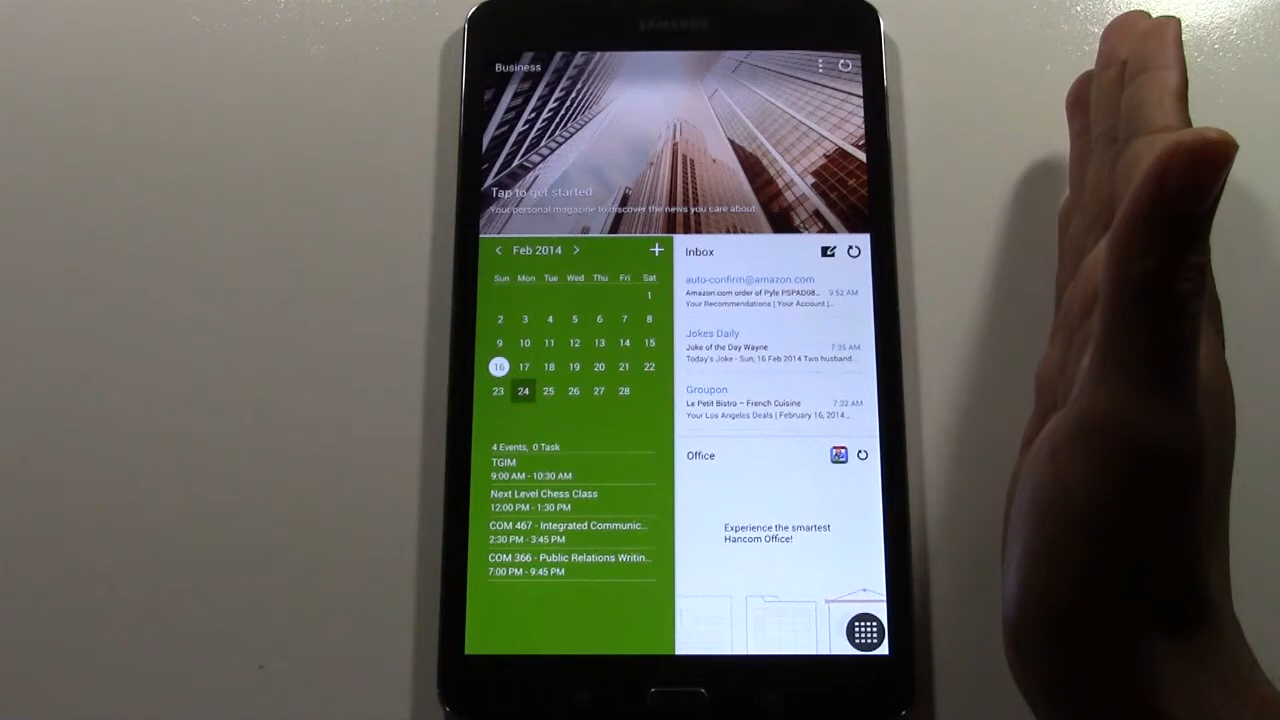 SAMSUNG
Business
Tap to get started
Your personal magazine to discover the news you care about
< Feb 2014 > +
Sun Mon Tue Wed Thu Fri Sat
1
2 3 4 5 6 7 8
9 10 11 12 13 14 15
16 17 18 19 20 21 22
23 24 25 26 27 28
4 Events, 0 Task
TGIM
9:00 AM - 10:30 AM
Next Level Chess Class
12:00 PM - 1:30 PM
COM 467 - Integrated Communic...
2:30 PM - 3:45 PM
COM 366 - Public Relations Writin...
7:00 PM - 9:45 PM
Inbox
auto-confirm@amazon.com
Amazon.com order of Pyle PSPAD08... 9:52 AM
Your Recommendations | Your Account |...
Jokes Daily
Joke of the Day Wayne 7:35 AM
Today's Joke - Sun, 16 Feb 2014 Two husband...
Groupon
Le Petit Bistro – French Cuisine 7:32 AM
Your Los Angeles Deals | February 16, 2014...
Office
Experience the smartest
Hancom Office!